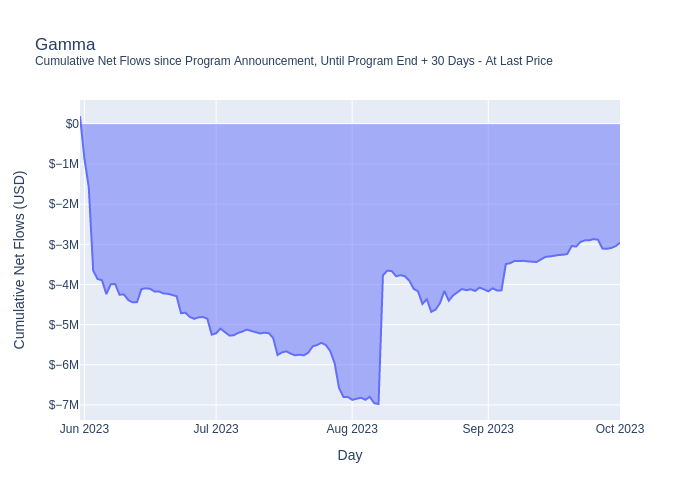 Gamma
Cumulative Net Flows since Program Announcement, Until Program End + 30 Days - At Last Price
Cumulative Net Flows (USD)
$0
$−1M
$−2M
$−3M
$−4M
$−5M
$−6M
$−7M
Jun 2023
Jul 2023
Aug 2023
Sep 2023
Oct 2023
Day